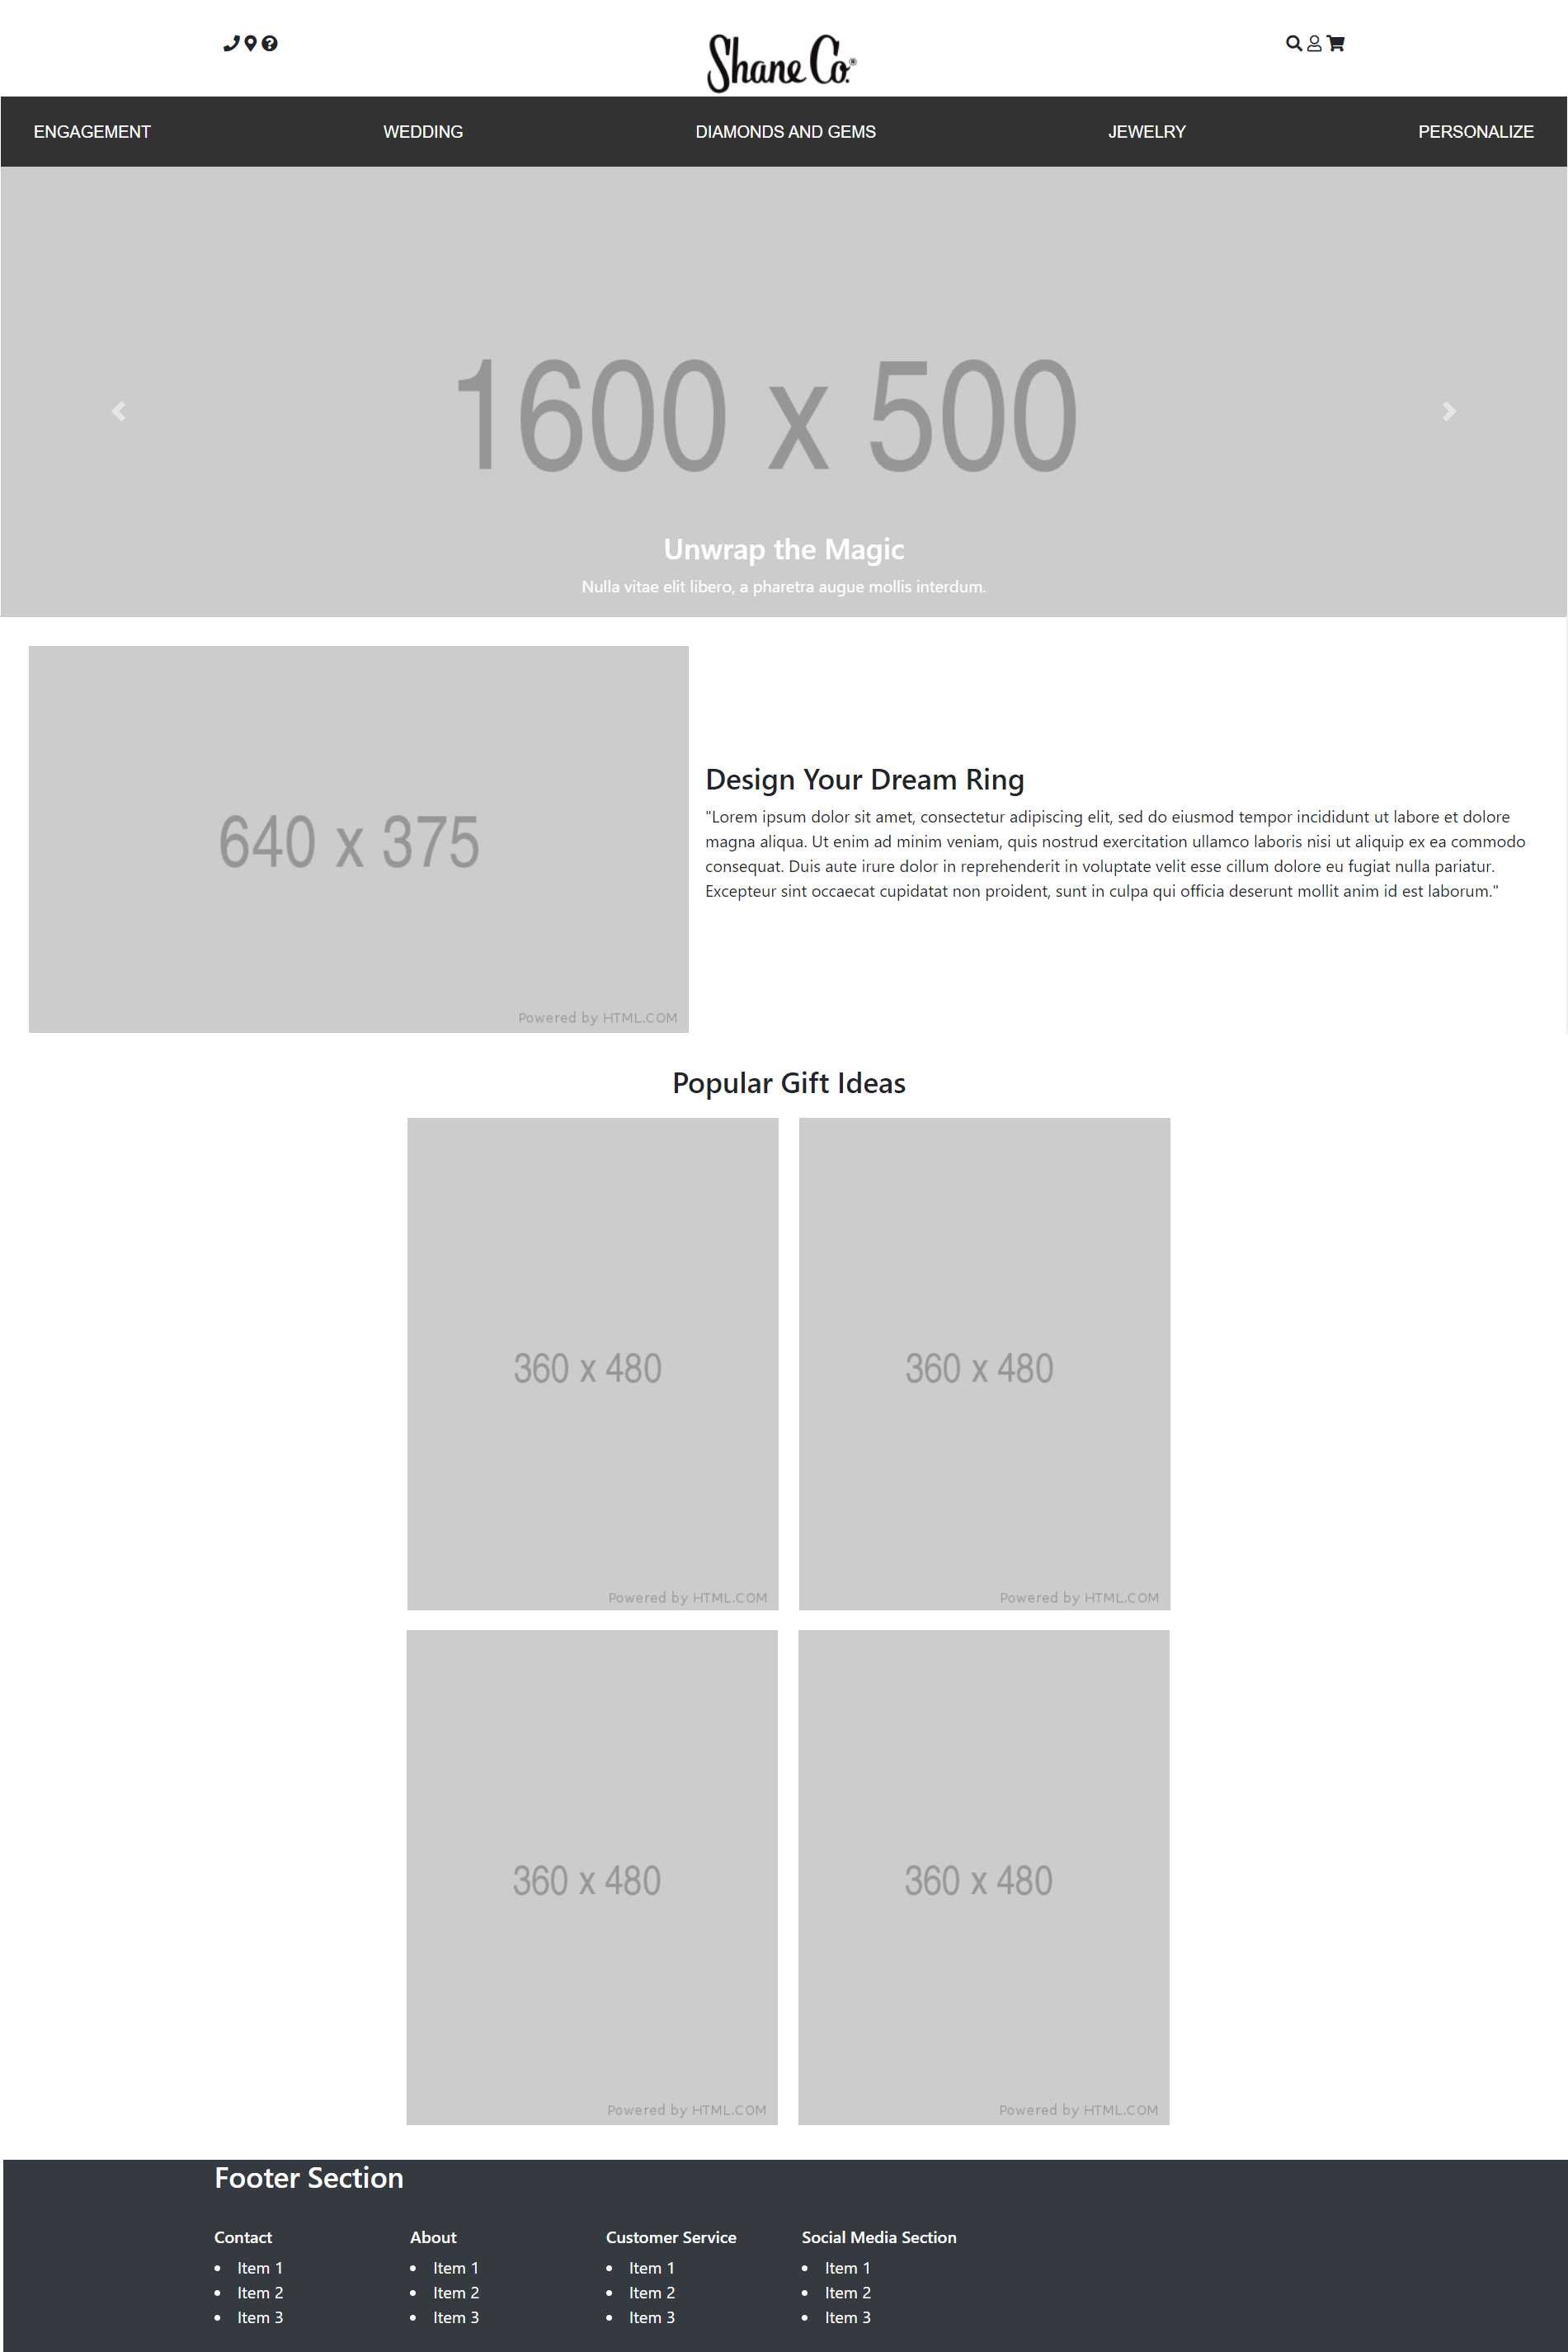 Shane Co.®
ENGAGEMENT WEDDING DIAMONDS AND GEMS JEWELRY PERSONALIZE
1600 x 500
Unwrap the Magic
Nulla vitae elit libero, a pharetra augue mollis interdum.
640 x 375
Powered by HTML.COM
Design Your Dream Ring
"Lorem ipsum dolor sit amet, consectetur adipiscing elit, sed do eiusmod tempor incididunt ut labore et dolore
magna aliqua. Ut enim ad minim veniam, quis nostrud exercitation ullamco laboris nisi ut aliquip ex ea commodo
consequat. Duis aute irure dolor in reprehenderit in voluptate velit esse cillum dolore eu fugiat nulla pariatur.
Excepteur sint occaecat cupidatat non proident, sunt in culpa qui officia deserunt mollit anim id est laborum."
Popular Gift Ideas
360 x 480
Powered by HTML.COM
360 x 480
Powered by HTML.COM
360 x 480
Powered by HTML.COM
360 x 480
Powered by HTML.COM
Footer Section
Contact
Item 1
Item 2
Item 3
About
Item 1
Item 2
Item 3
Customer Service
Item 1
Item 2
Item 3
Social Media Section
Item 1
Item 2
Item 3